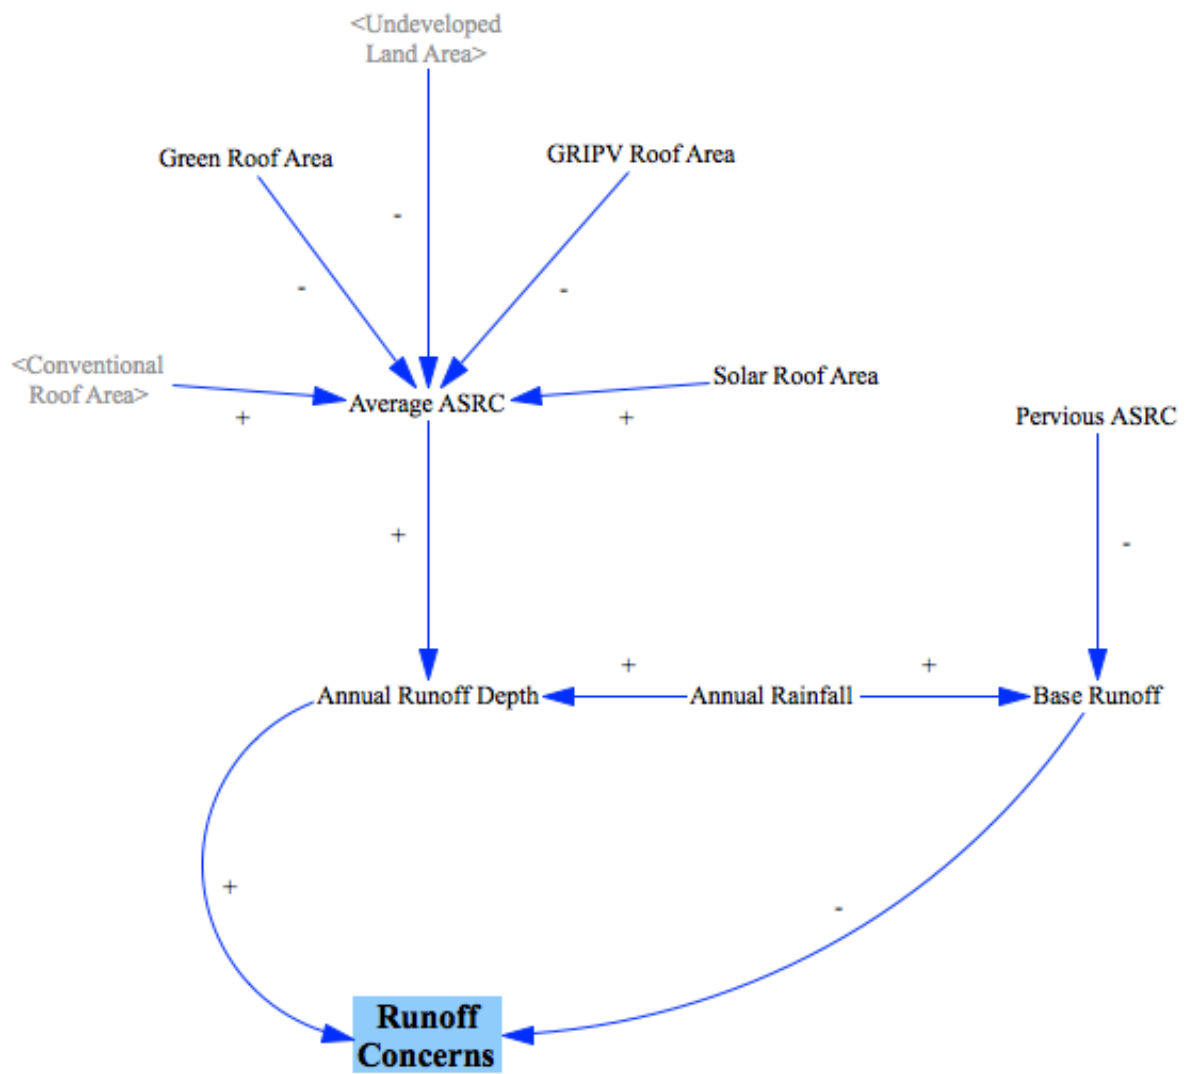 <Undeveloped
Land Area>
Green Roof Area
GRIPV Roof Area
-
-
-
<Conventional
Roof Area>
Solar Roof Area
Average ASRC
+
+
Pervious ASRC
+
-
+
+
Annual Runoff Depth
Annual Rainfall
Base Runoff
+
-
Runoff
Concerns